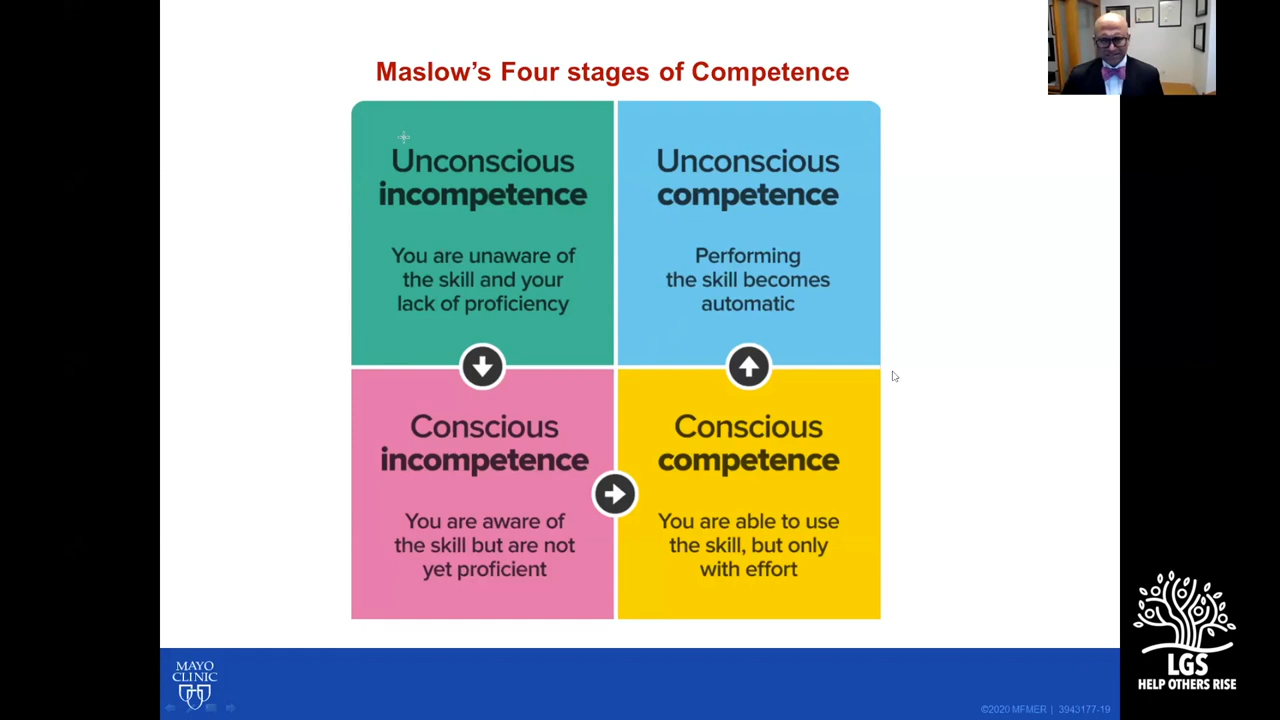 Maslow’s Four stages of Competence
Unconscious
incompetence
You are unaware of
the skill and your
lack of proficiency
Unconscious
competence
Performing
the skill becomes
automatic
Conscious
incompetence
You are aware of
the skill but are not
yet proficient
Conscious
competence
You are able to use
the skill, but only
with effort
MAYO
CLINIC
©2020 MFMER | 3943177-19
LGS
HELP OTHERS RISE